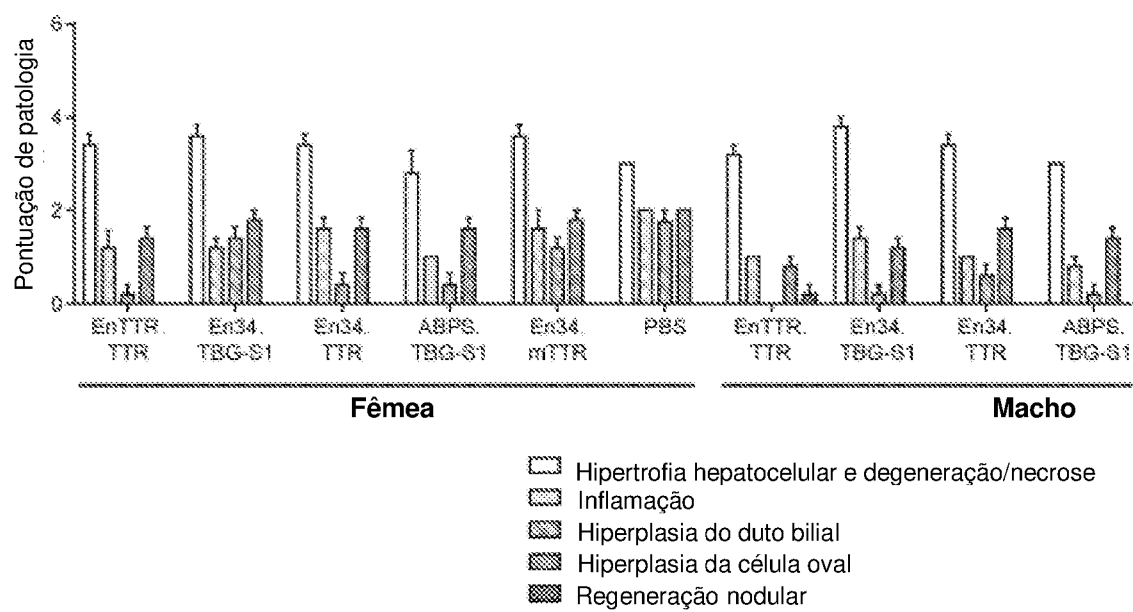 Pontuação de patologia
6
4
2
0
EnTTR. En34. En34. ABPS. En34. PBS EnTTR. En34. En34. ABPS.
TTR TBG-S1 TTR TBG-S1 mTTR TTR TBG-S1 TTR TBG-S1
Fêmea Macho
Hipertrofia hepatocelular e degeneração/necrose
Inflamação
Hiperplasia do duto bilial
Hiperplasia da célula oval
Regeneração nodular